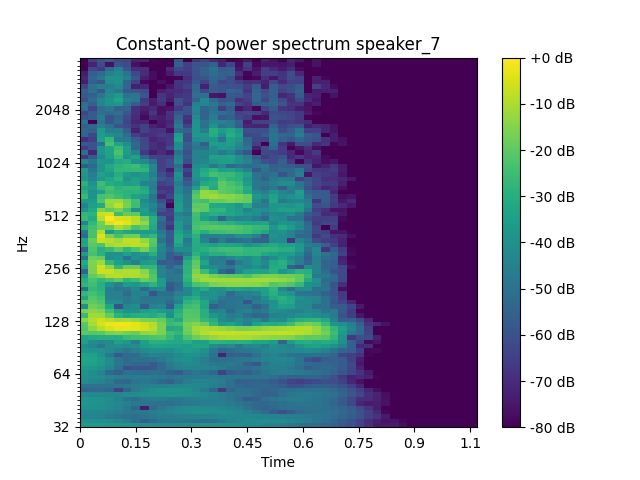 Constant-Q power spectrum speaker_7
Hz
2048
1024
512
256
128
64
32
0 0.15 0.3 0.45 0.6 0.75 0.9 1.1
Time
+0 dB
-10 dB
-20 dB
-30 dB
-40 dB
-50 dB
-60 dB
-70 dB
-80 dB